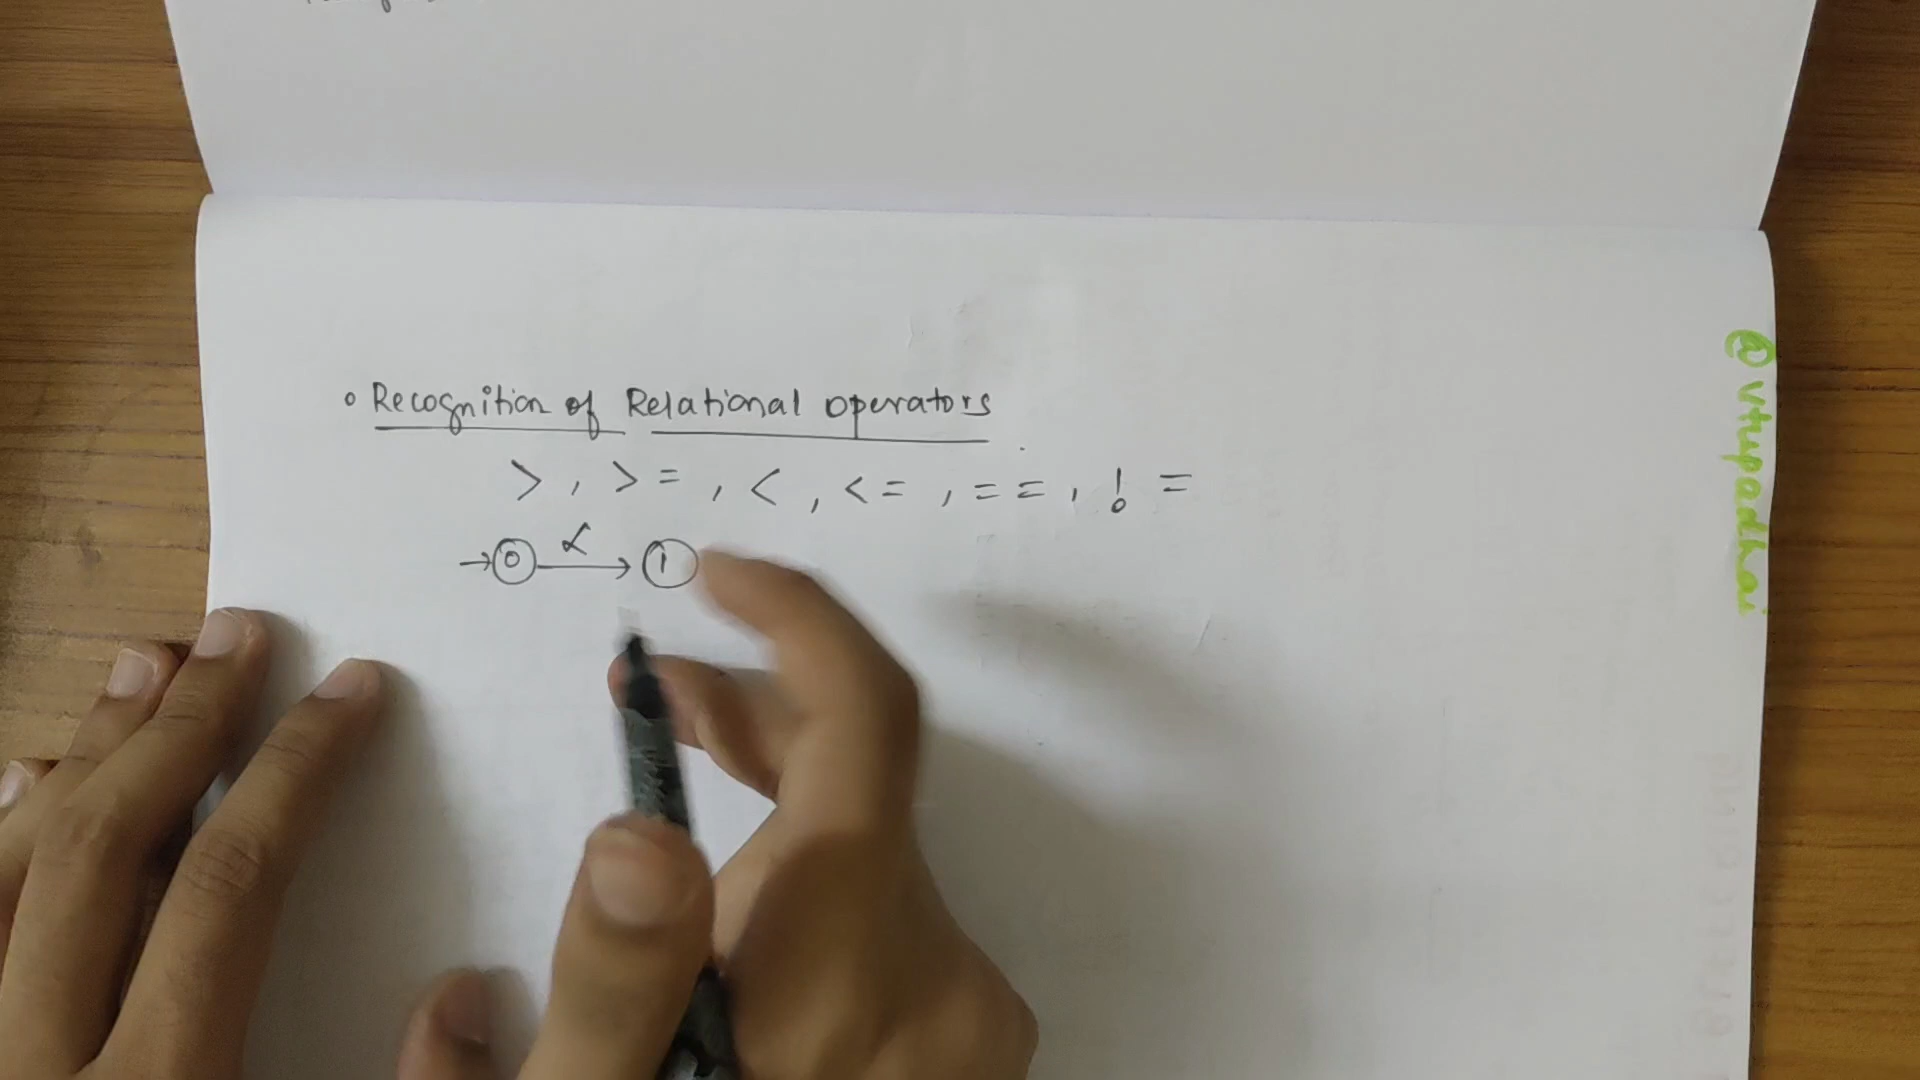 ∘ Recognition of Relational operators
> , > = , < , < = , = = , ! =
→ 0 < → 1
@vtupadhai